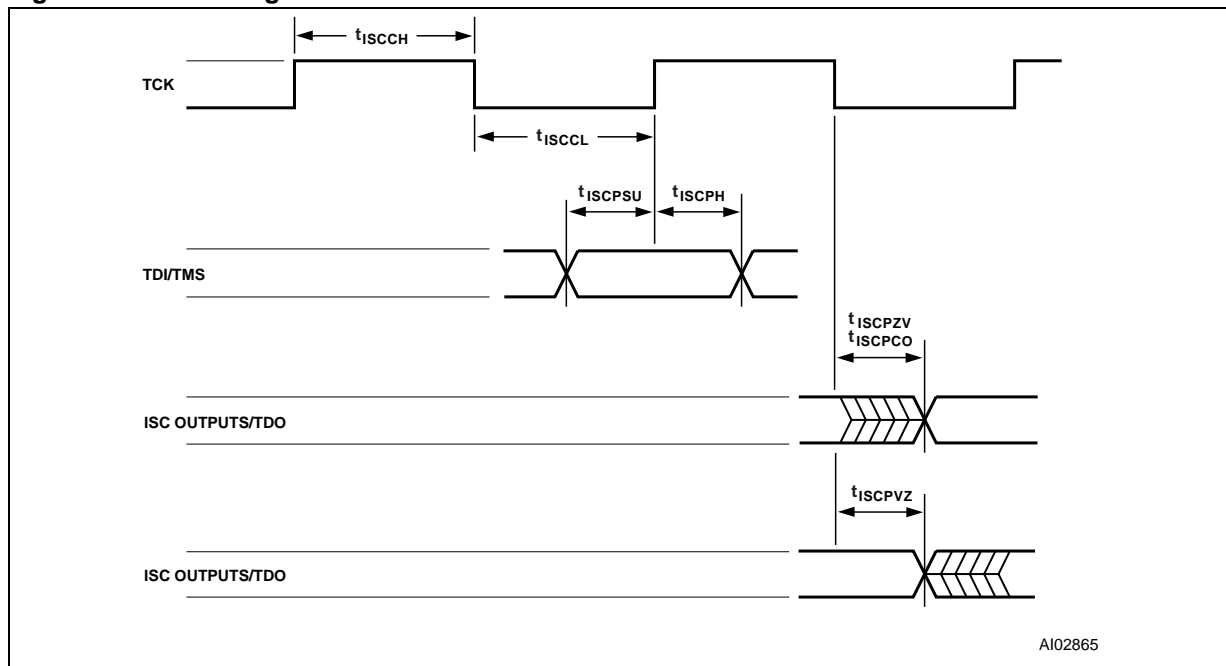 tISCCH
TCK
tISCCL
tISCPSU
tISCPH
TDI/TMS
tISCPZV
tISCPCO
ISC OUTPUTS/TDO
tISCPVZ
ISC OUTPUTS/TDO
AI02865